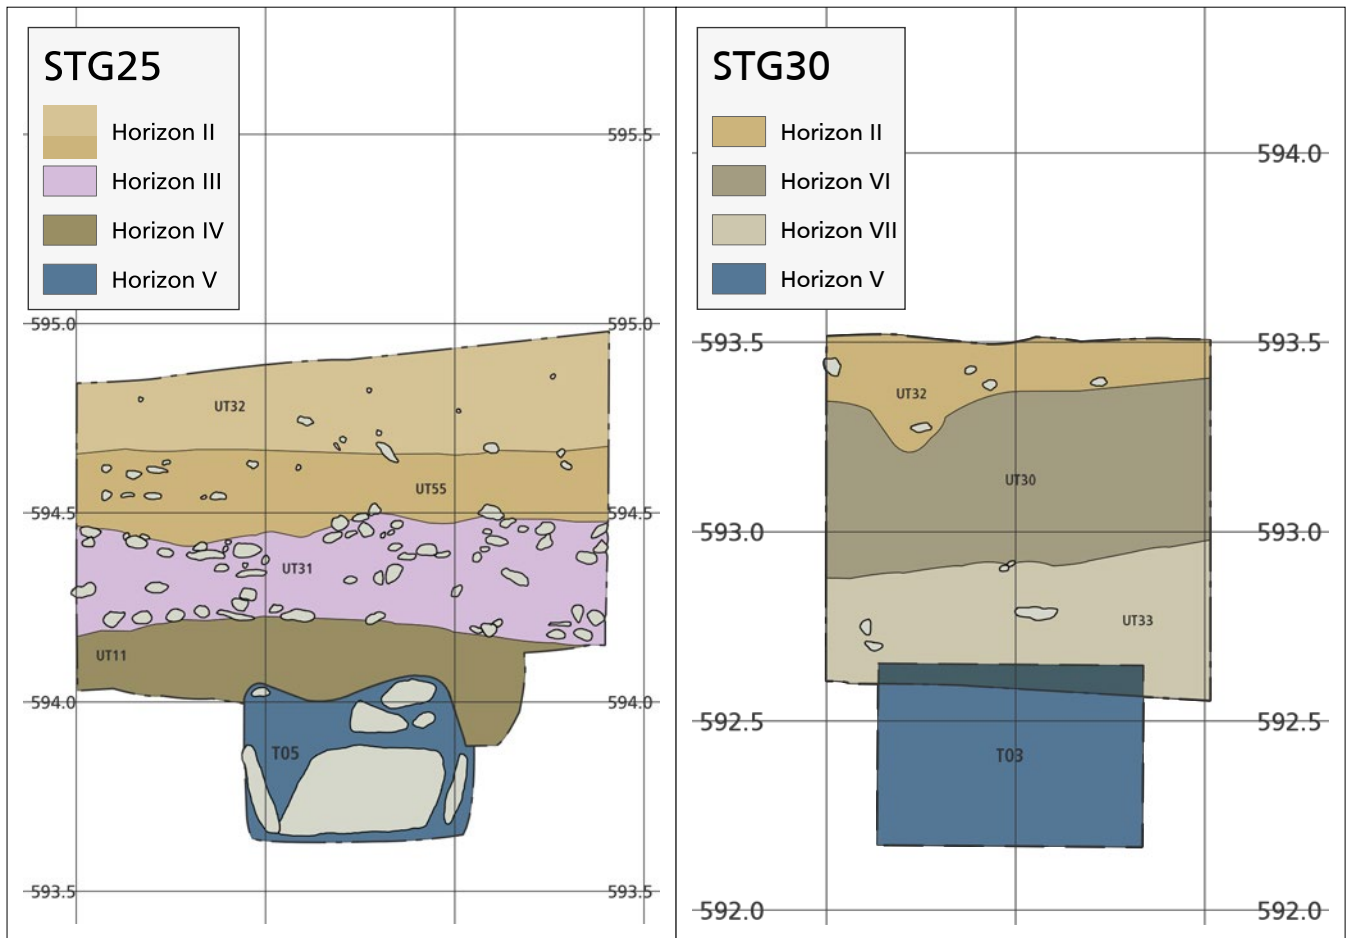 STG25
Horizon II
Horizon III
Horizon IV
Horizon V
595.5
595.0
595.0
UT32
UT55
594.5
594.5
UT31
UT11
594.0
594.0
T05
593.5
593.5
STG30
Horizon II
Horizon VI
Horizon VII
Horizon V
594.0
593.5
593.5
UT32
UT30
593.0
593.0
UT33
592.5
592.5
T03
592.0
592.0